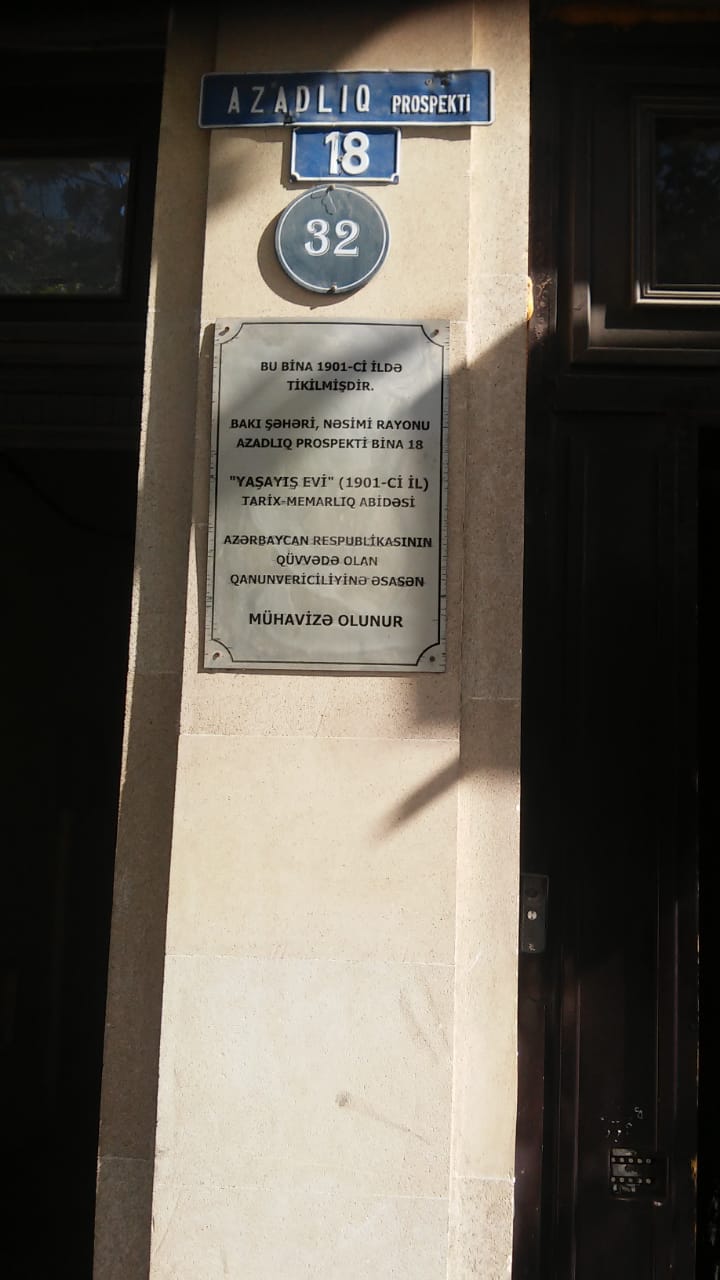 AZADLIQ PROSPEKTİ
18
32
BU BİNA 1901-Cİ İLDƏ
TİKİLMİŞDİR.
BAKI ŞƏHƏRİ, NƏSİMİ RAYONU
AZADLIQ PROSPEKTİ BİNA 18
"YAŞAYIŞ EVİ" (1901-Cİ İL)
TARİX-MEMARLIQ ABİDƏSİ
AZƏRBAYCAN RESPUBLİKASININ
QÜVVƏDƏ OLAN
QANUNVERİCİLİYİNƏ ƏSASƏN
MÜHAVİZƏ OLUNUR